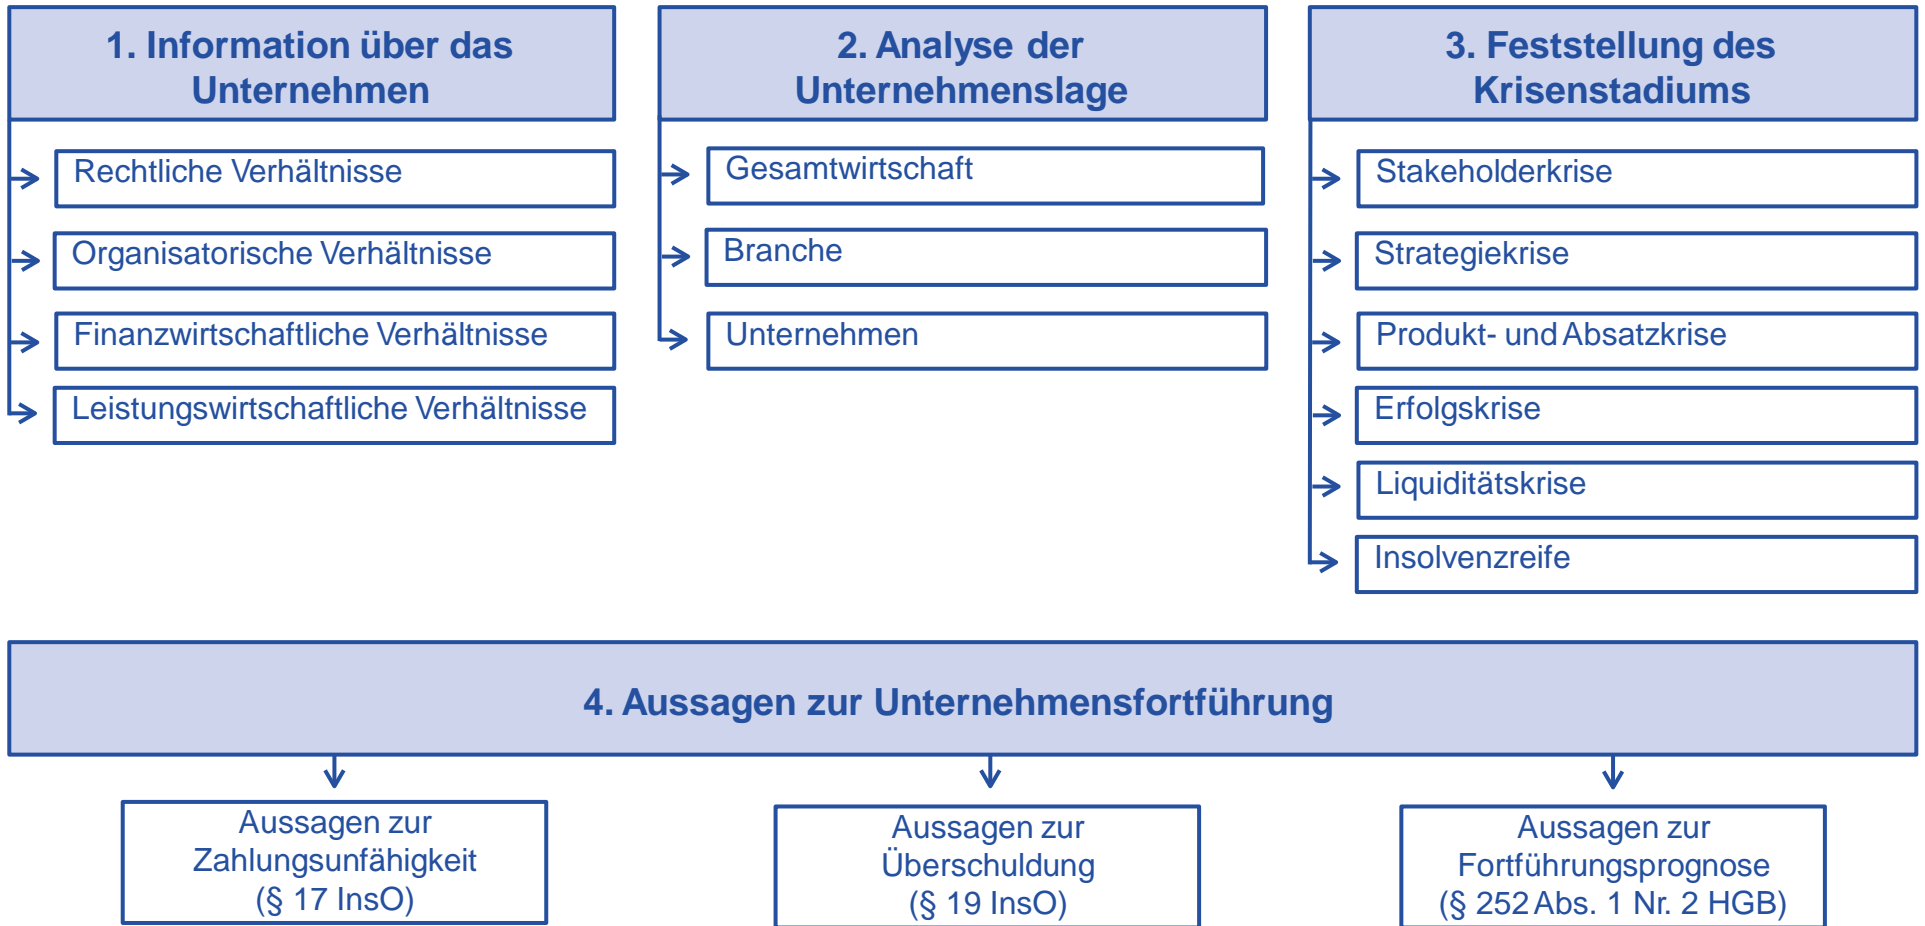 1. Information über das
Unternehmen
Rechtliche Verhältnisse
Organisatorische Verhältnisse
Finanzwirtschaftliche Verhältnisse
Leistungswirtschaftliche Verhältnisse
2. Analyse der
Unternehmenslage
Gesamtwirtschaft
Branche
Unternehmen
3. Feststellung des
Krisenstadiums
Stakeholderkrise
Strategiekrise
Produkt- und Absatzkrise
Erfolgskrise
Liquiditätskrise
Insolvenzreife
4. Aussagen zur Unternehmensfortführung
Aussagen zur
Zahlungsunfähigkeit
(§ 17 InsO)
Aussagen zur
Überschuldung
(§ 19 InsO)
Aussagen zur
Fortführungsprognose
(§ 252 Abs. 1 Nr. 2 HGB)